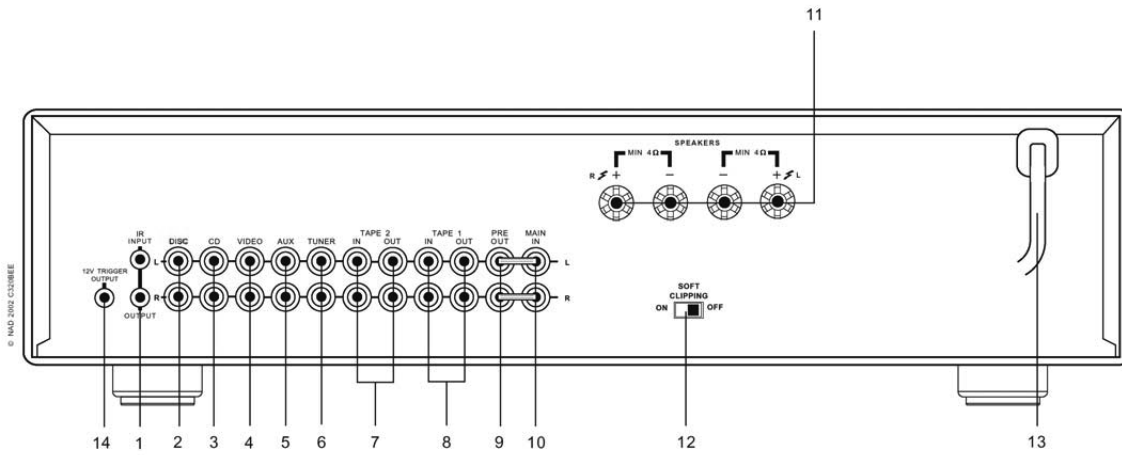 11
SPEAKERS
MIN 4Ω MIN 4Ω
R + − − + L
IR
INPUT
DISC CD VIDEO AUX TUNER TAPE 2 TAPE 1 PRE MAIN
IN OUT IN OUT OUT IN
L L
12V TRIGGER
OUTPUT
R R
OUTPUT
SOFT
CLIPPING
ON OFF
© NAD 2002 C320BEE
14 1 2 3 4 5 6 7 8 9 10 12 13